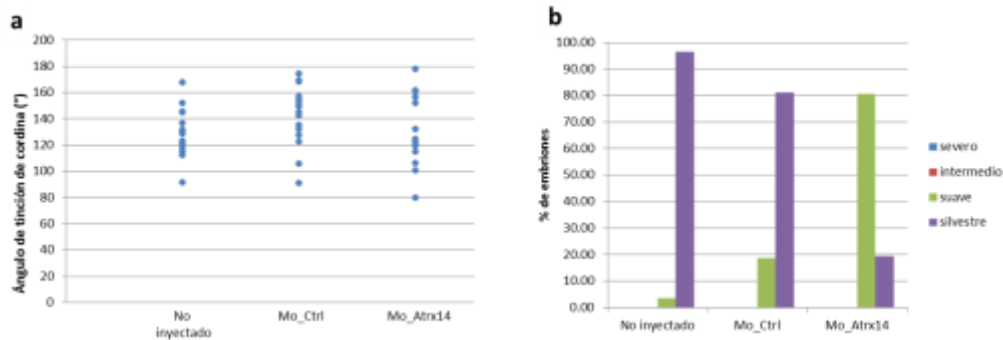 a
Ángulo de tinción de cordina (°)
200
180
160
140
120
100
80
60
40
20
0
No inyectado
Mo_Ctrl
Mo_Atrx14
b
% de embriones
100.00
90.00
80.00
70.00
60.00
50.00
40.00
30.00
20.00
10.00
0.00
No inyectado
Mo_Ctrl
Mo_Atrx14
severo
intermedio
suave
silvestre